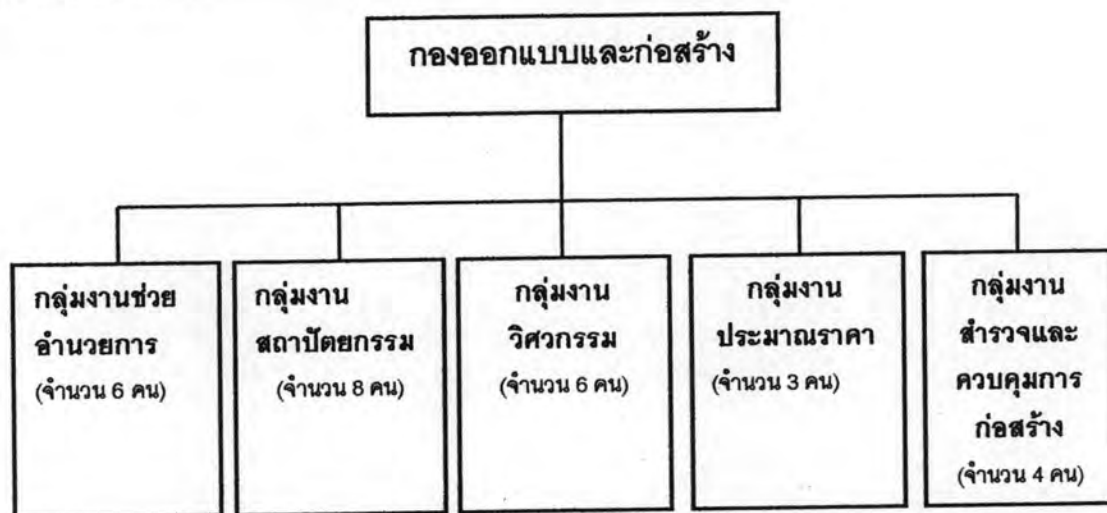 กองออกแบบและก่อสร้าง
กลุ่มงานช่วย
อำนวยการ
(จำนวน 6 คน)
กลุ่มงาน
สถาปัตยกรรม
(จำนวน 8 คน)
กลุ่มงาน
วิศวกรรม
(จำนวน 6 คน)
กลุ่มงาน
ประมาณราคา
(จำนวน 3 คน)
กลุ่มงาน
สำรวจและ
ควบคุมการ
ก่อสร้าง
(จำนวน 4 คน)